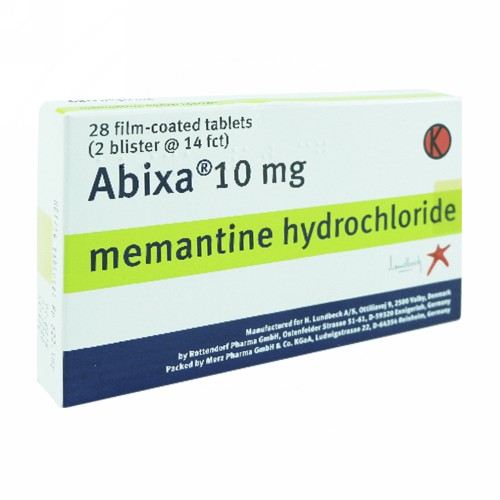 28 film-coated tablets
(2 blister @ 14 fct)
Abixa® 10 mg
K
memantine hydrochloride
Lundbeck
Manufactured for H. Lundbeck A/S, Ottiliavej 9, 2500 Valby, Denmark
by Rottendorf Pharma GmbH, Ostenfelder Strasse 51-61, D-59320 Ennigerloh, Germany
Packed by Merz Pharma GmbH & Co. KGaA, Ludwigstrasse 22, D-64354 Reinheim, Germany